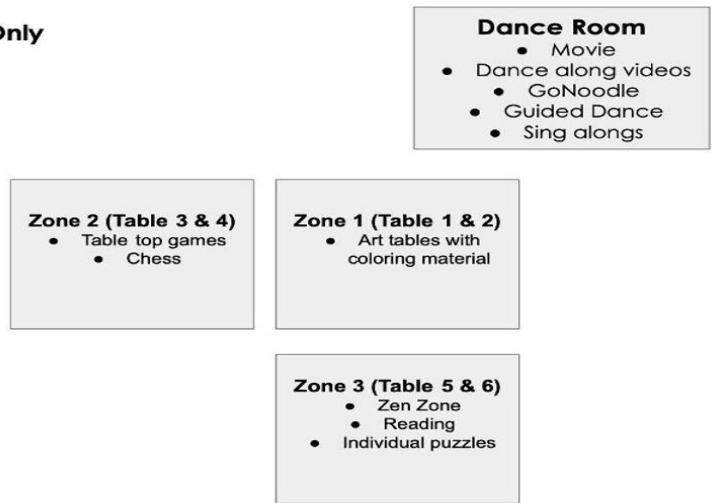 Only
Dance Room
● Movie
● Dance along videos
● GoNoodle
● Guided Dance
● Sing alongs
Zone 2 (Table 3 & 4)
● Table top games
● Chess
Zone 1 (Table 1 & 2)
● Art tables with
coloring material
Zone 3 (Table 5 & 6)
● Zen Zone
● Reading
● Individual puzzles